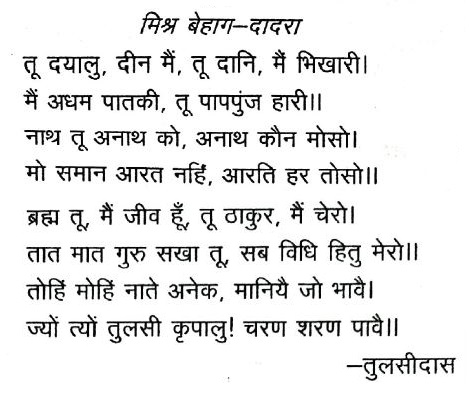 मिश्र बेहाग–दादरा
तू दयालु, दीन मैं, तू दानि, मैं भिखारी।
मैं अधम पातकी, तू पापपुंज हारी॥
नाथ तू अनाथ को, अनाथ कौन मोसो।
मो समान आरत नहिं, आरति हर तोसो॥
ब्रह्म तू, मैं जीव हूँ, तू ठाकुर, मैं चेरो।
तात मात गुरु सखा तू, सब विधि हितु मेरो॥
तोहिं मोहिं नाते अनेक, मानियै जो भावै।
ज्यों त्यों तुलसी कृपालु! चरण शरण पावै॥
–तुलसीदास